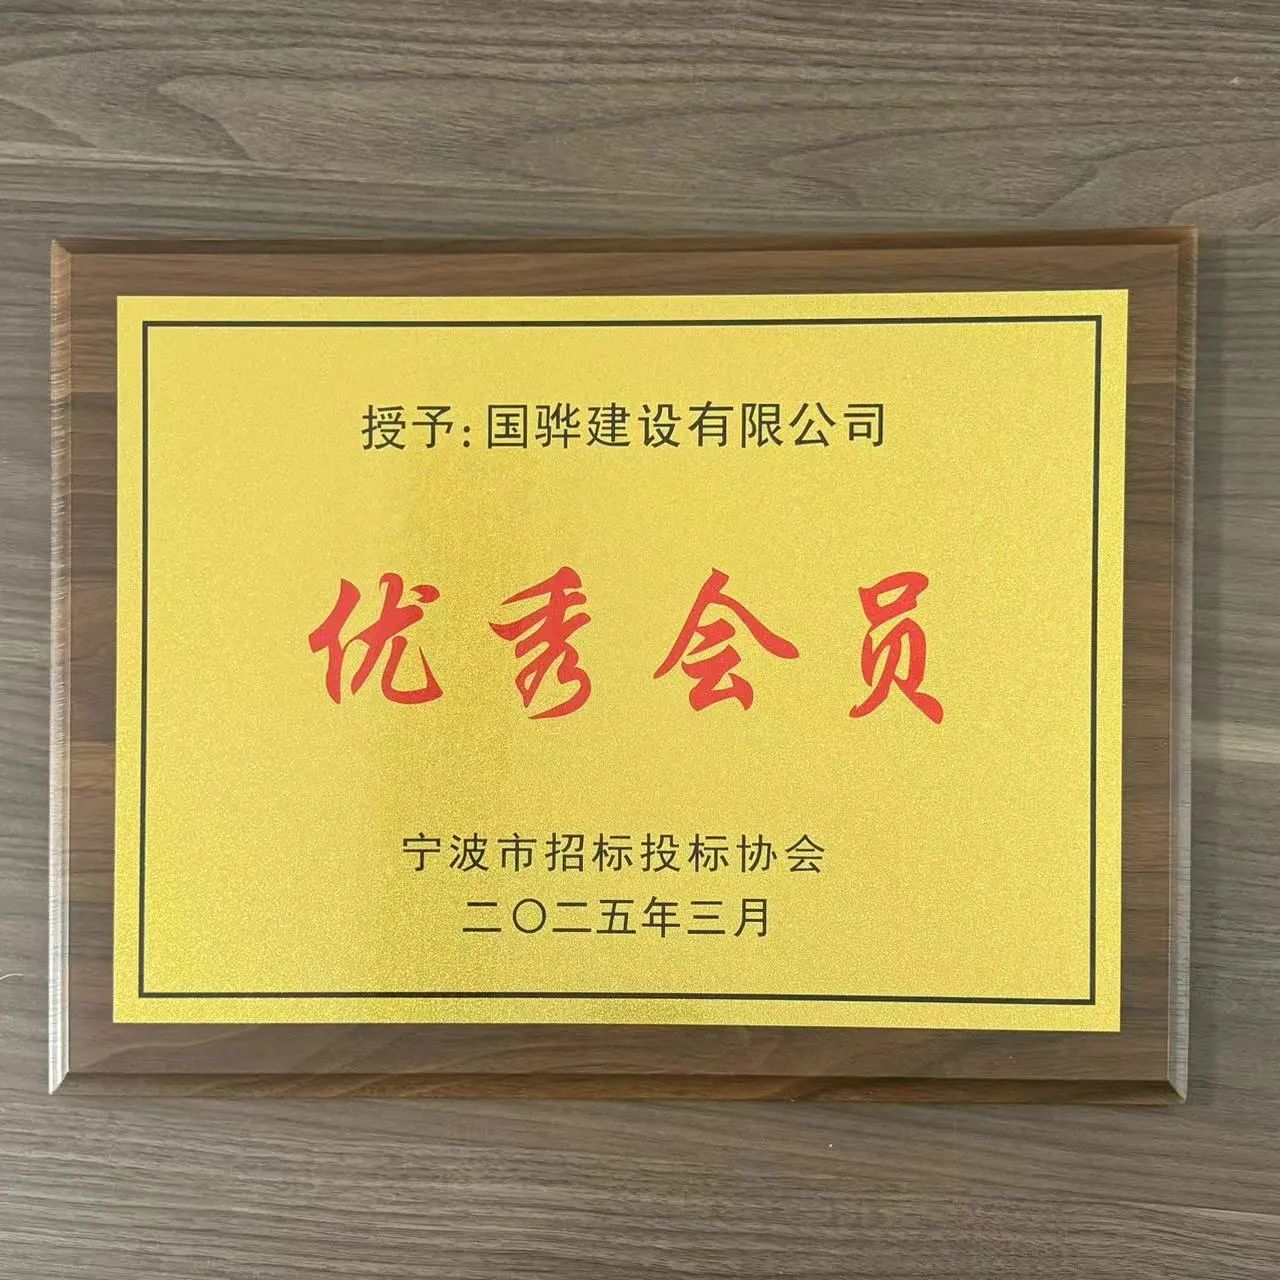 授予:国骅建设有限公司
优秀会员
宁波市招标投标协会
二〇二五年三月